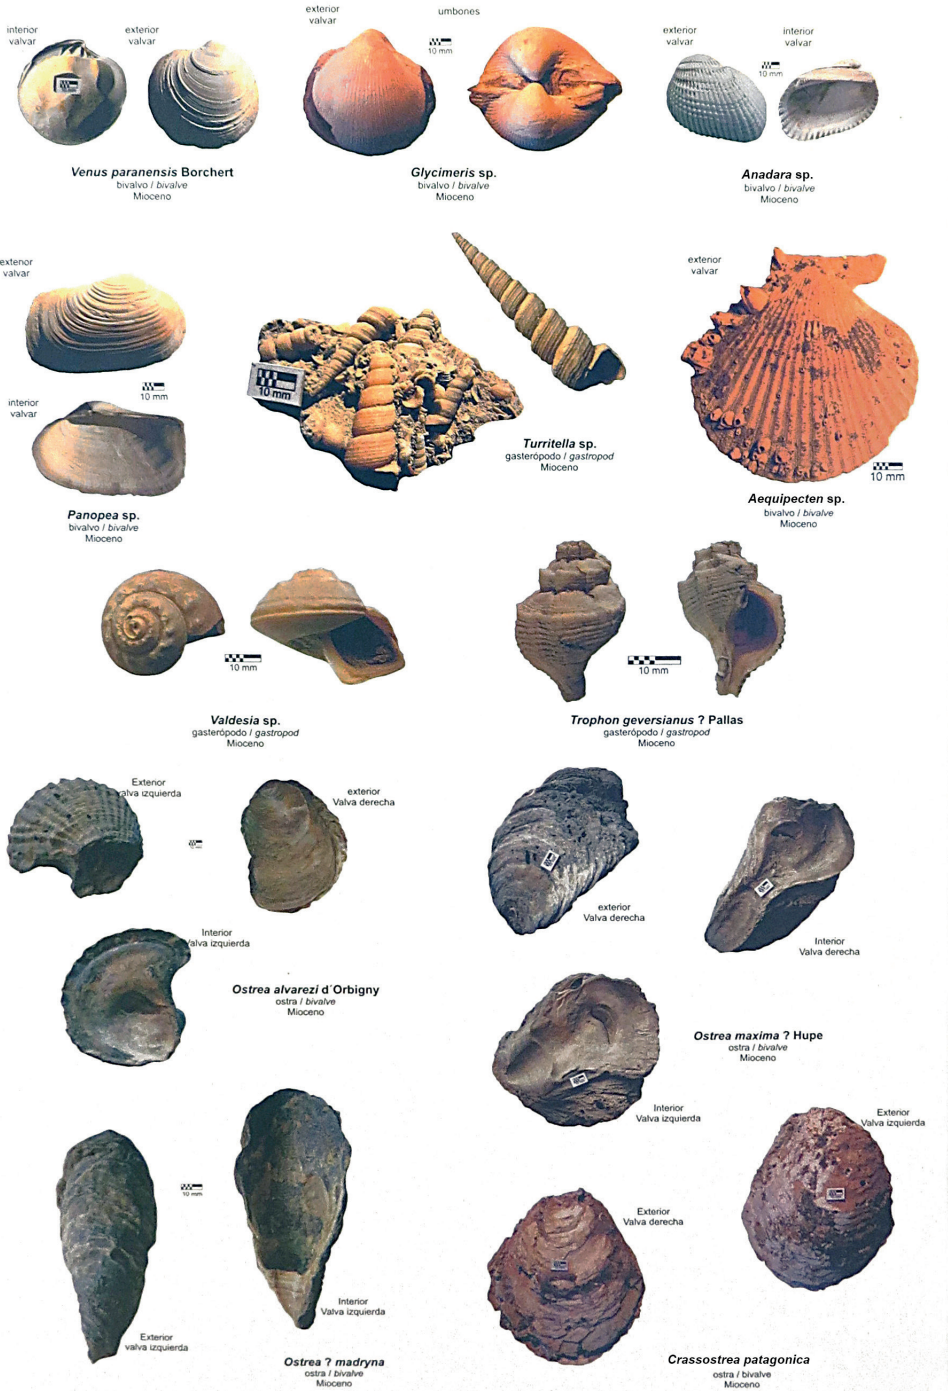 interior
valvar
exterior
valvar
10 mm
Venus paranensis Borchert
bivalvo / bivalve
Mioceno
exterior
valvar
umbones
10 mm
Glycimeris sp.
bivalvo / bivalve
Mioceno
exterior
valvar
interior
valvar
10 mm
Anadara sp.
bivalvo / bivalve
Mioceno
exterior
valvar
10 mm
interior
valvar
Panopea sp.
bivalvo / bivalve
Mioceno
10 mm
Turritella sp.
gasterópodo / gastropod
Mioceno
exterior
valvar
10 mm
Aequipecten sp.
bivalvo / bivalve
Mioceno
10 mm
Valdesia sp.
gasterópodo / gastropod
Mioceno
10 mm
Trophon geversianus ? Pallas
gasterópodo / gastropod
Mioceno
Exterior
valva izquierda
exterior
Valva derecha
Interior
Valva izquierda
Ostrea alvarezi d´Orbigny
ostra / bivalve
Mioceno
exterior
Valva derecha
Interior
Valva derecha
Ostrea maxima ? Hupe
ostra / bivalve
Mioceno
Interior
Valva izquierda
10 mm
Exterior
valva izquierda
Interior
Valva izquierda
Ostrea ? madryna
ostra / bivalve
Mioceno
Exterior
Valva derecha
Exterior
Valva izquierda
Crassostrea patagonica
ostra / bivalve
Mioceno